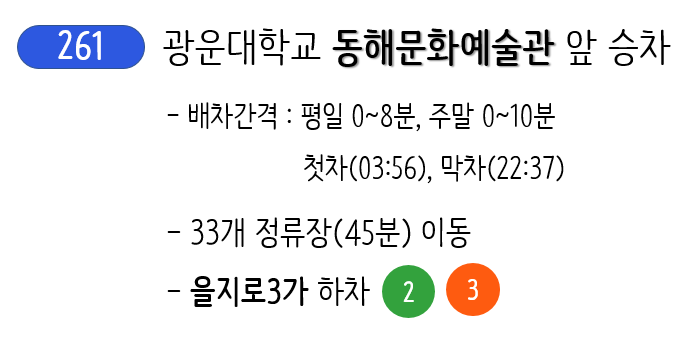 261 광운대학교 동해문화예술관 앞 승차
- 배차간격 : 평일 0~8분, 주말 0~10분
첫차(03:56), 막차(22:37)
- 33개 정류장(45분) 이동
- 을지로3가 하차 2 3